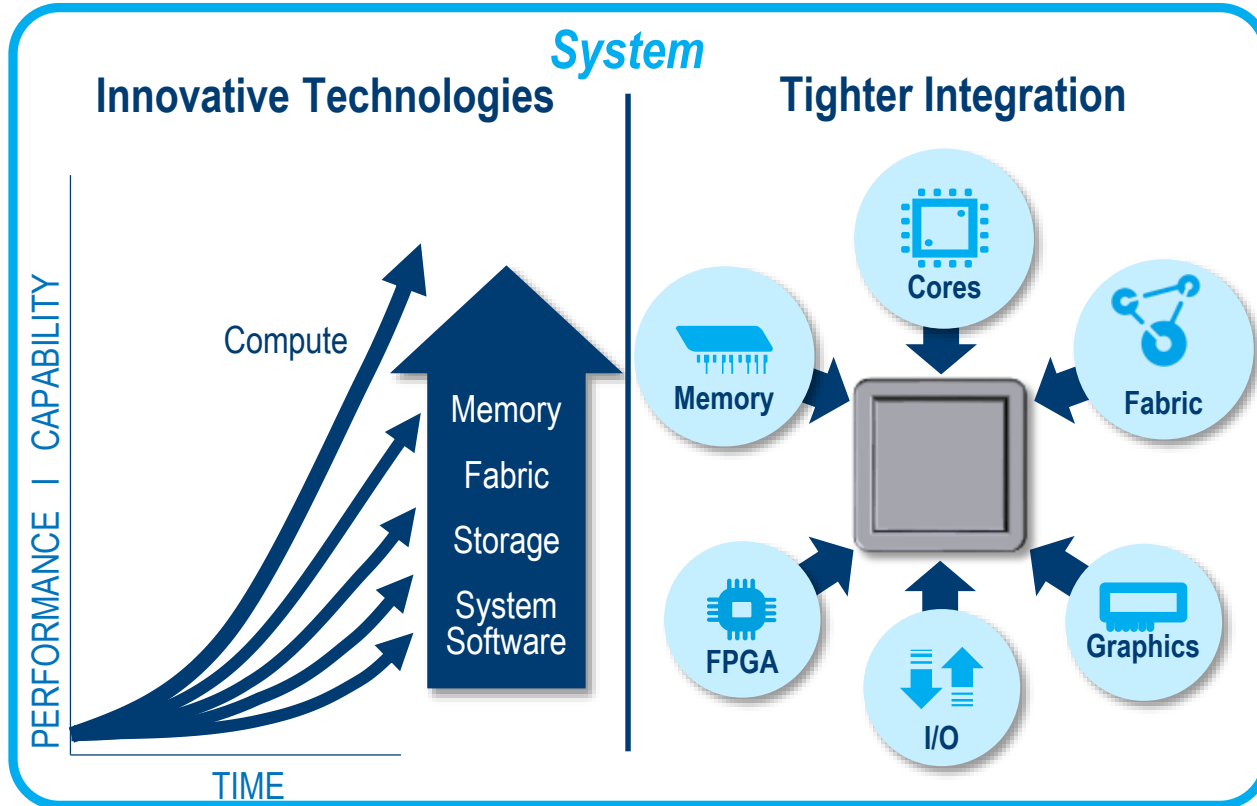 System
Innovative Technologies
Tighter Integration
PERFORMANCE I CAPABILITY
TIME
Compute
Memory
Fabric
Storage
System
Software
Cores
Memory
Fabric
FPGA
Graphics
I/O